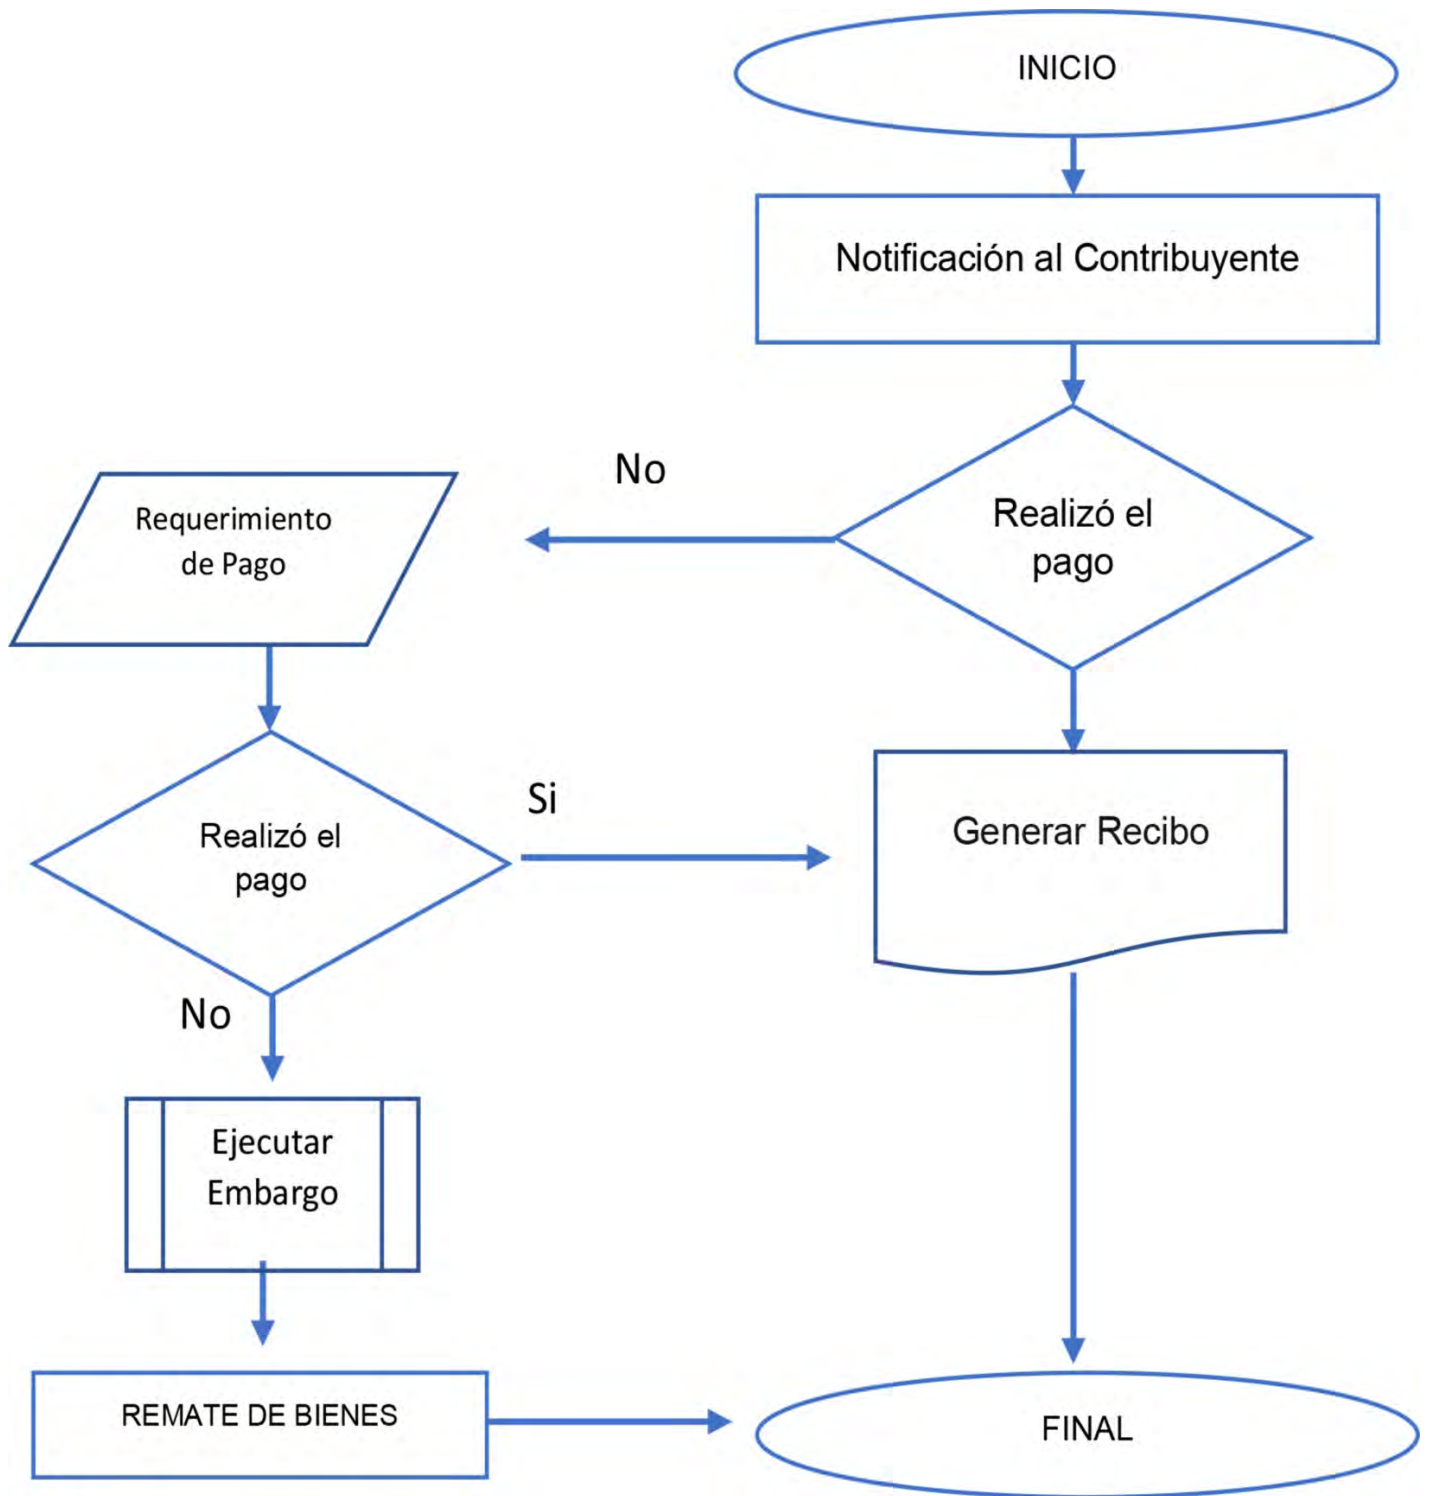 INICIO
Notificación al Contribuyente
No
Realizó el
pago
Requerimiento
de Pago
Realizó el
pago
Si
Generar Recibo
No
Ejecutar
Embargo
REMATE DE BIENES
FINAL